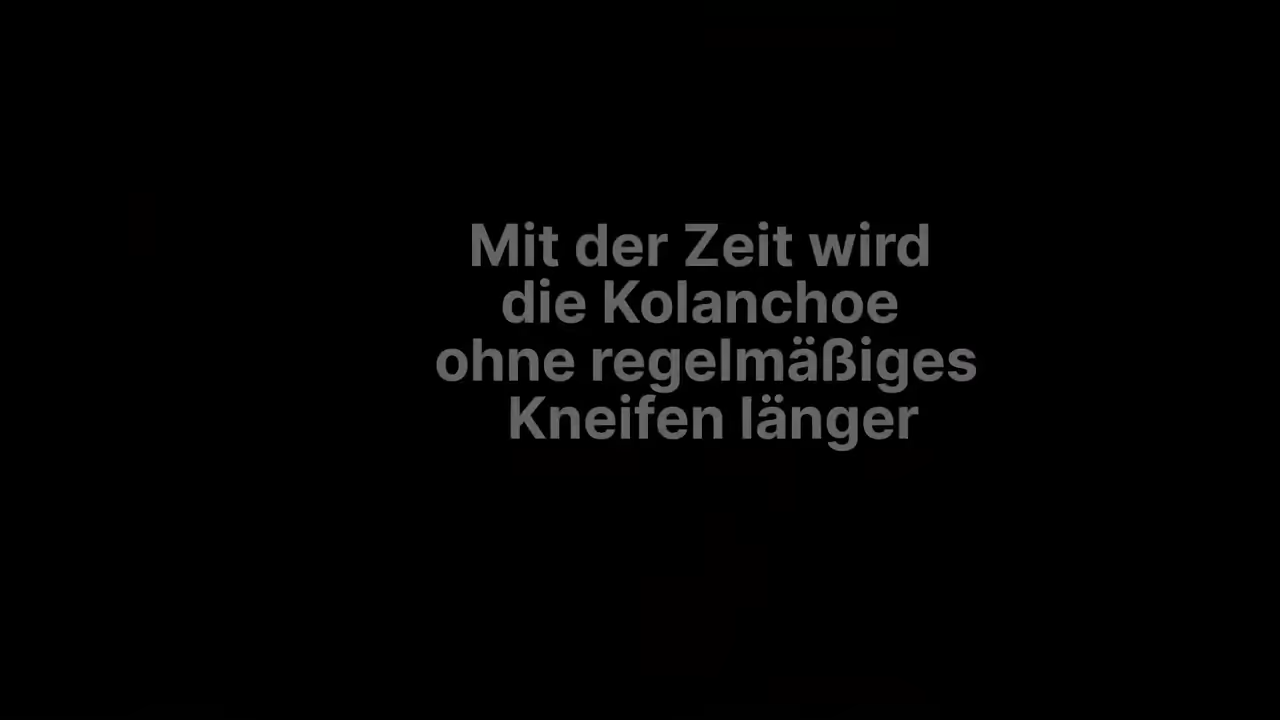 Mit der Zeit wird
die Kolanchoe
ohne regelmäßiges
Kneifen länger